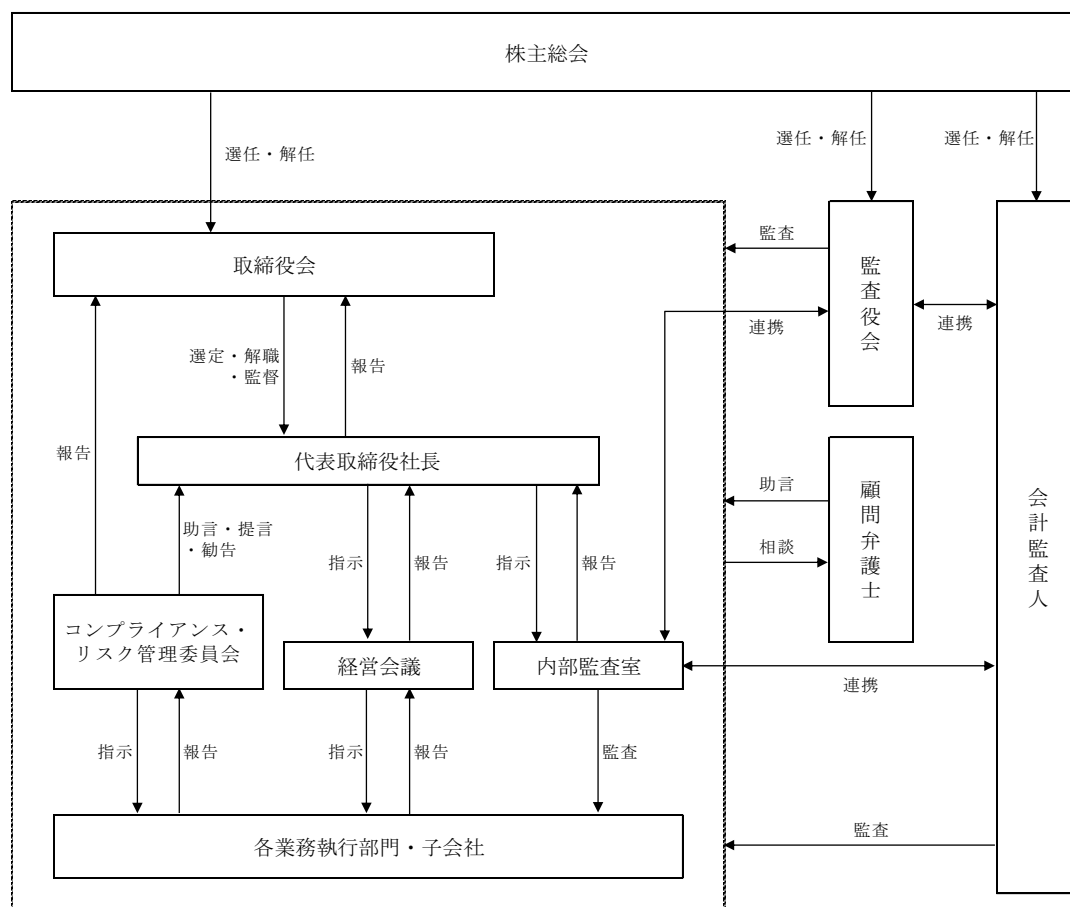 株主総会
選任・解任
選任・解任
選任・解任
取締役会
監査
監査役会
連携
連携
選定・解職
・監督
報告
報告
代表取締役社長
助言
顧問弁護士
相談
会計監査人
助言・提言
・勧告
指示
報告
指示
報告
コンプライアンス・
リスク管理委員会
経営会議
内部監査室
連携
指示
報告
指示
報告
監査
各業務執行部門・子会社
監査